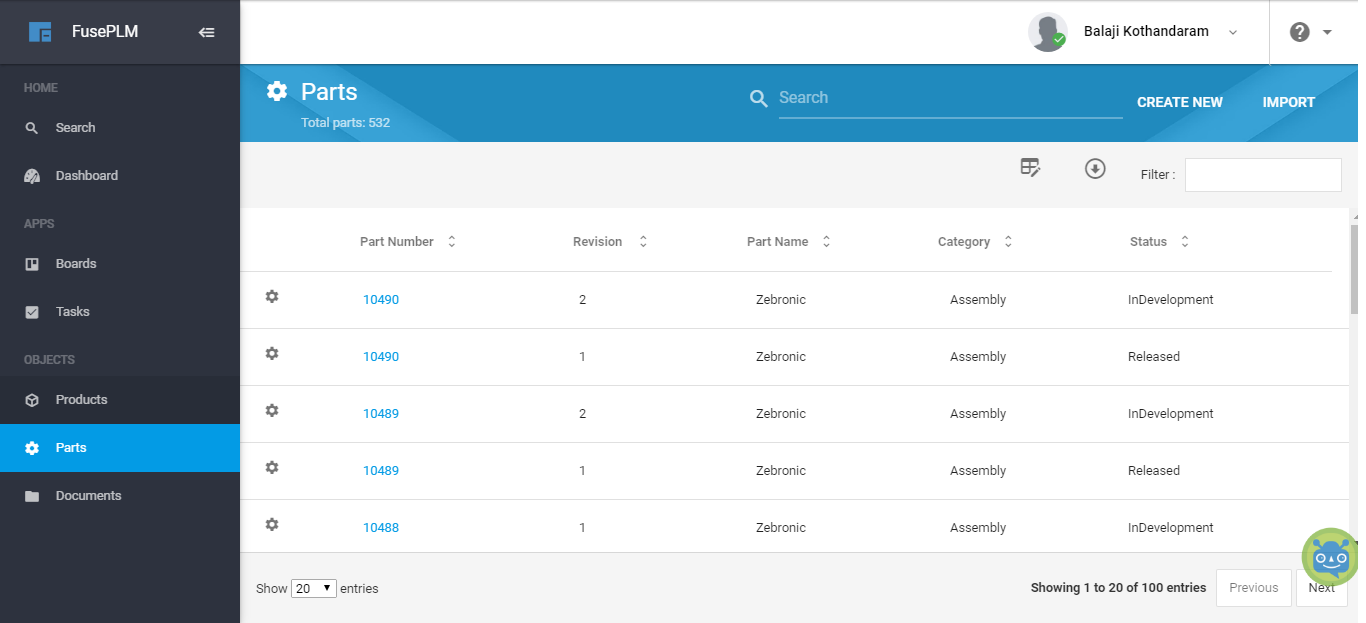 FusePLM
Balaji Kothandaram
HOME
Search
Dashboard
APPS
Boards
Tasks
OBJECTS
Products
Parts
Documents
Parts
Total parts: 532
Search
CREATE NEW
IMPORT
Filter :
Part Number Revision Part Name Category Status
10490 2 Zebronic Assembly InDevelopment
10490 1 Zebronic Assembly Released
10489 2 Zebronic Assembly InDevelopment
10489 1 Zebronic Assembly Released
10488 1 Zebronic Assembly InDevelopment
Show 20 entries
Showing 1 to 20 of 100 entries
Previous
Next